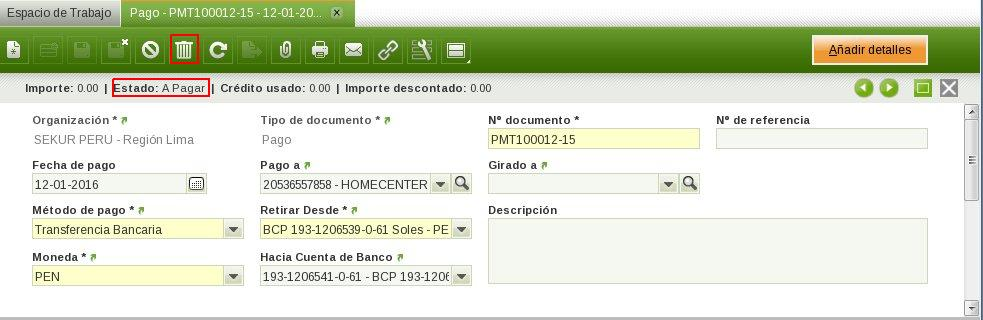 Espacio de Trabajo
Pago - PMT100012-15 - 12-01-20... x
Añadir detalles
Importe: 0.00 | Estado: A Pagar | Crédito usado: 0.00 | Importe descontado: 0.00
Organización * Tipo de documento * Nº documento * Nº de referencia
SEKUR PERU - Región Lima Pago PMT100012-15
Fecha de pago Pago a Girado a
12-01-2016 20536557858 - HOMECENTER
Método de pago * Retirar Desde * Descripción
Transferencia Bancaria BCP 193-1206539-0-61 Soles - PE
Moneda * Hacia Cuenta de Banco
PEN 193-1206541-0-61 - BCP 193-1206